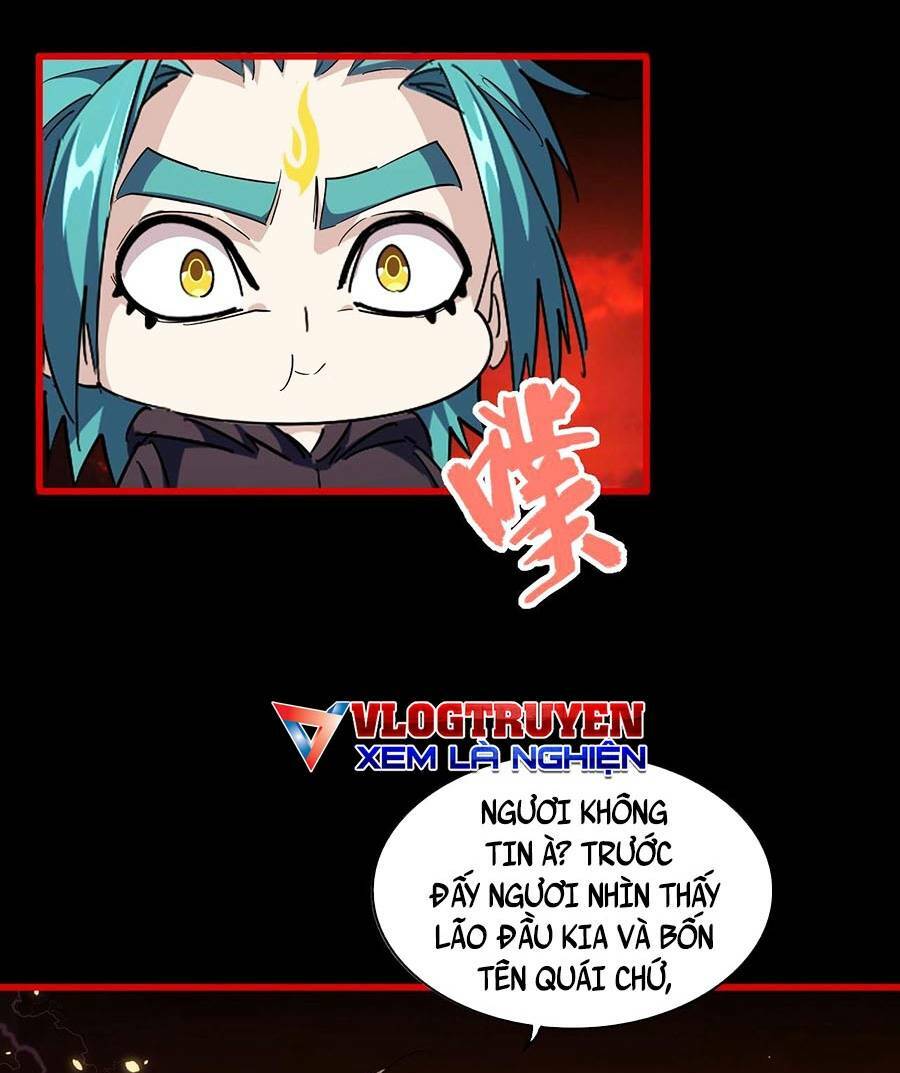 噗
VLOGTRUYEN
XEM LÀ NGHIỆN
NGƯƠI KHÔNG
TIN À? TRƯỚC
ĐẤY NGƯƠI NHÌN THẤY
LÃO ĐẦU KIA VÀ BỐN
TÊN QUÁI CHỨ,